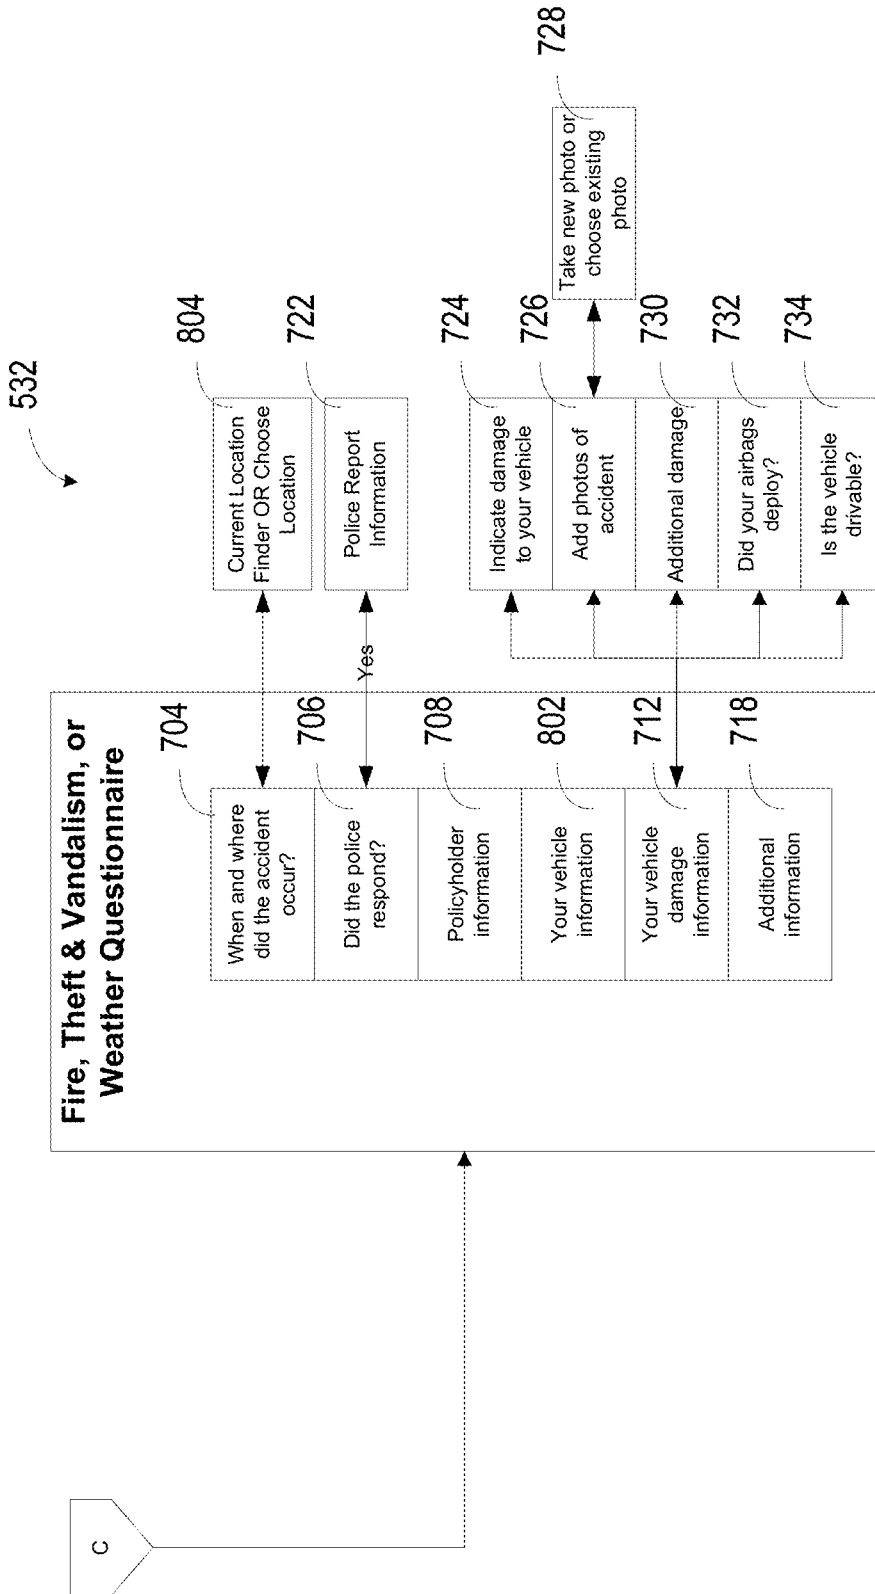 532
C
Fire, Theft & Vandalism, or
Weather Questionnaire
704
When and where
did the accident
occur?
706
Did the police
respond?
708
Policyholder
information
802
Your vehicle
information
712
Your vehicle
damage
information
718
Additional
information
804
Current Location
Finder OR Choose
Location
Yes
722
Police Report
Information
724
Indicate damage
to your vehicle
726
Add photos of
accident
730
Additional damage
732
Did your airbags
deploy?
734
Is the vehicle
drivable?
728
Take new photo or
choose existing
photo